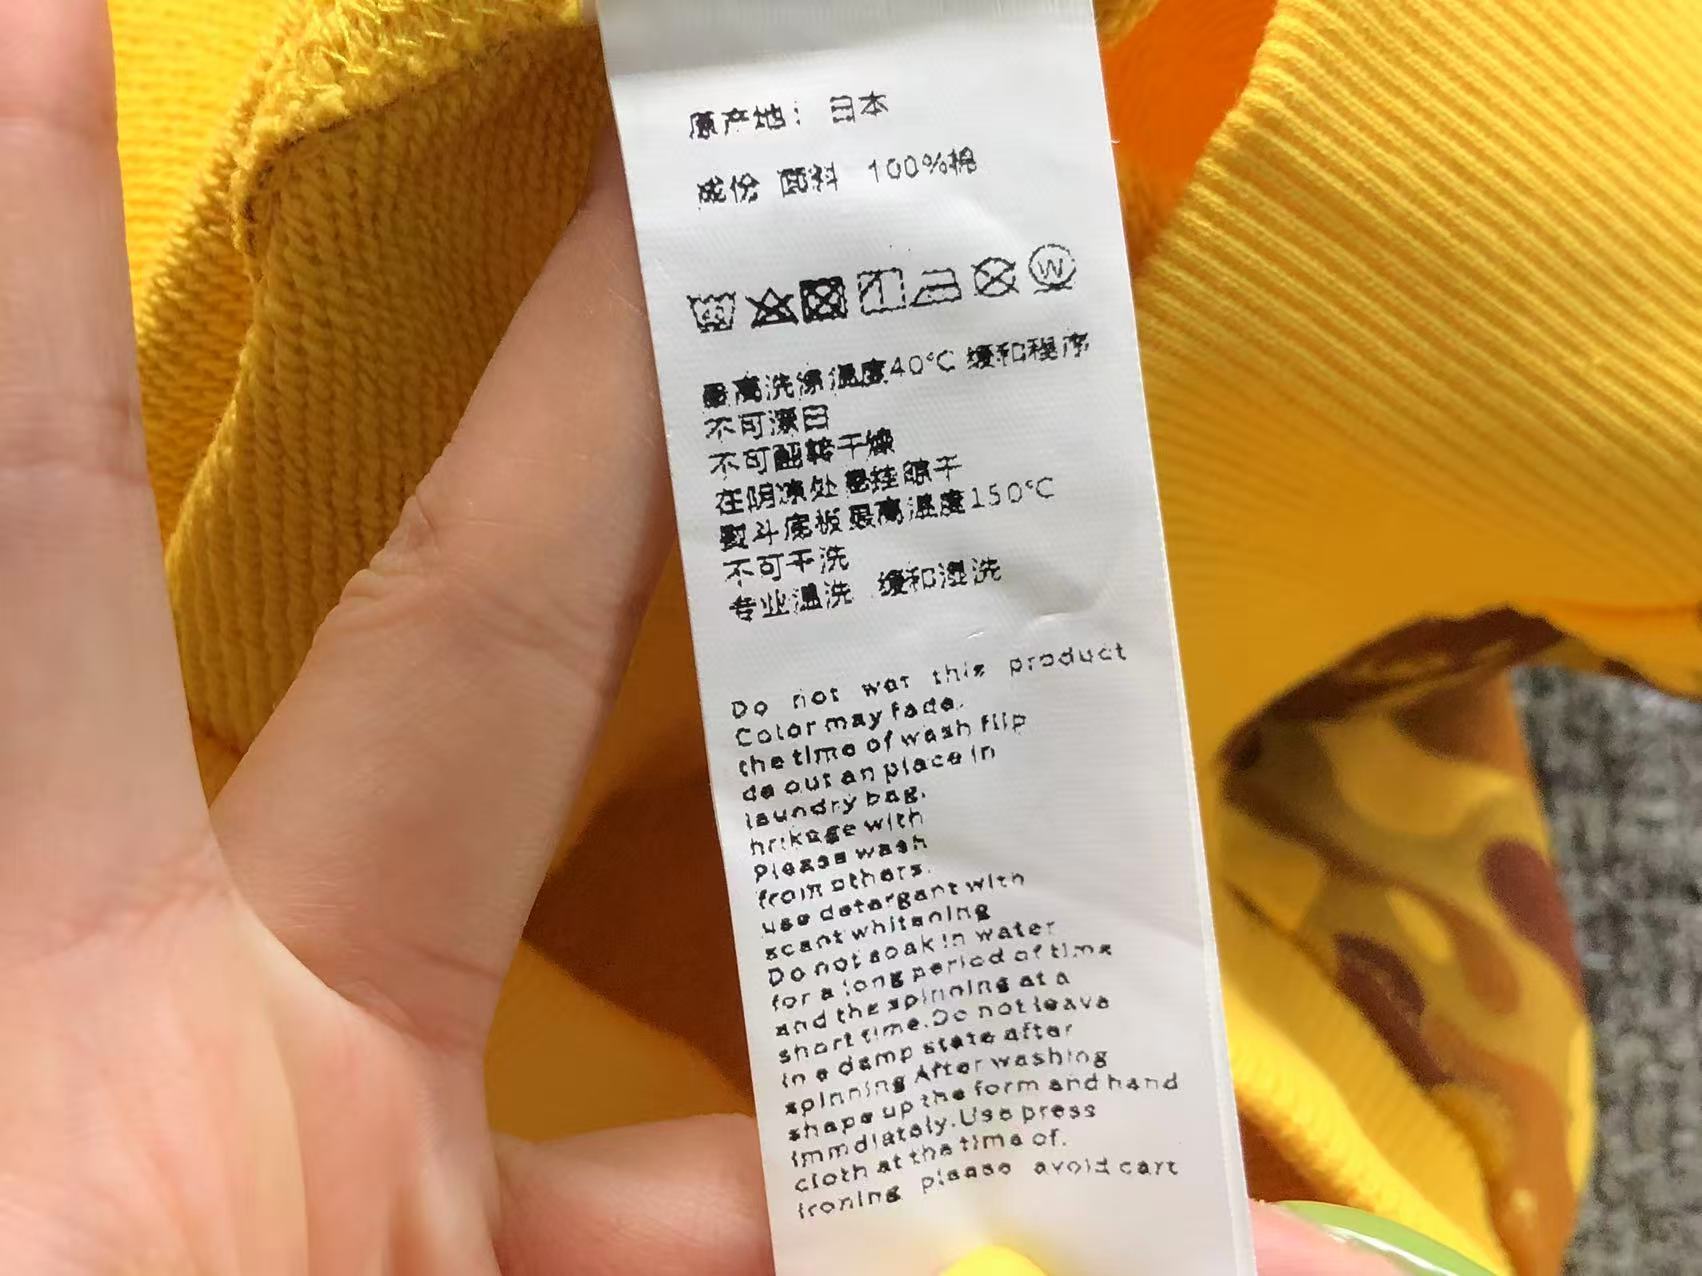 原产地：日本
成份 面料 100%棉
最高洗涤温度40℃ 缓和程序
不可漂白
不可翻转干燥
在阴凉处悬挂晾干
熨斗底板最高温度150℃
不可干洗
专业湿洗 缓和湿洗
Do not war this product
Color may fade.
the time of wash flip
de out an place in
laundry bag.
hrikage with
Please wash
from others.
use detargant with
scant whitening
Do not soak in water
for a long period of time
and the spinning at a
short time.Do not leave
in a damp state after
spinning After washing
shape up the form and hand
immdiately.Use press
cloth at the time of.
ironing please avoid cart